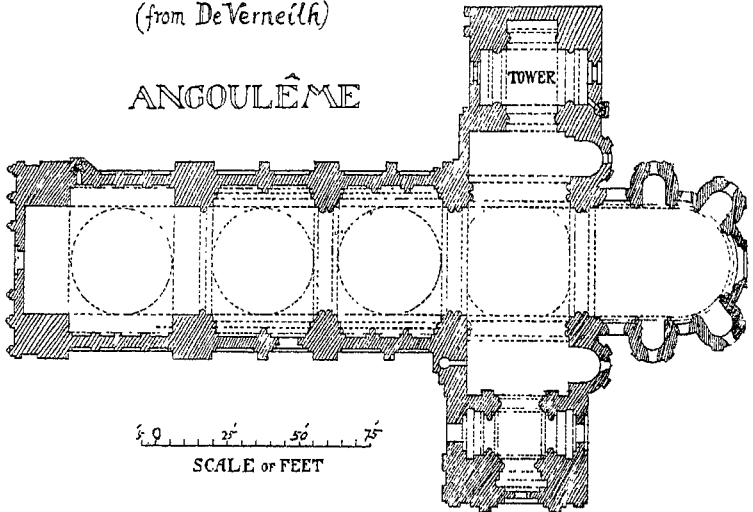 (from De Verneilh)
ANGOULÊME
TOWER
5 0 25' 50' 75'
SCALE OF FEET